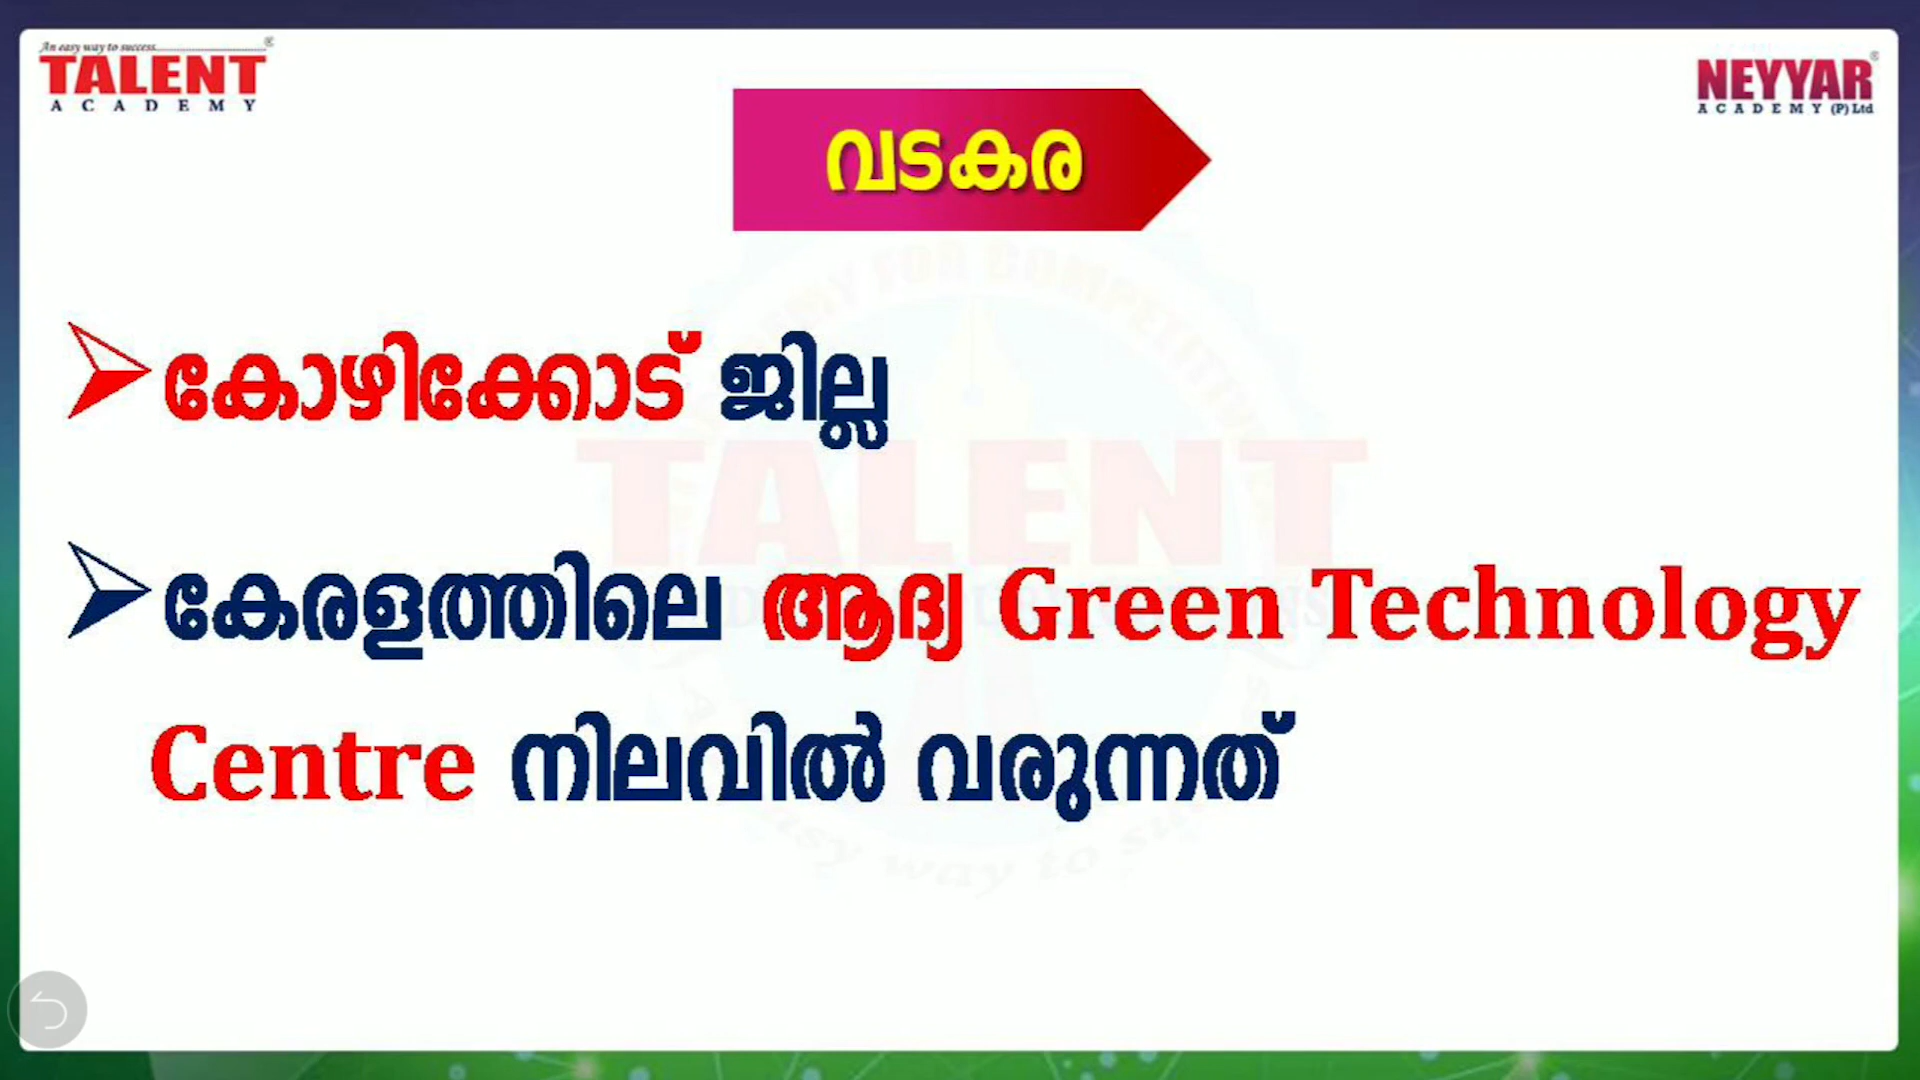 An easy way to success
TALENT
ACADEMY
NEYYAR
ACADEMY (P) Ltd
വടകര
കോഴിക്കോട് ജില്ല
കേരളത്തിലെ ആദ്യ Green Technology
Centre നിലവിൽ വരുന്നത്
TALENT